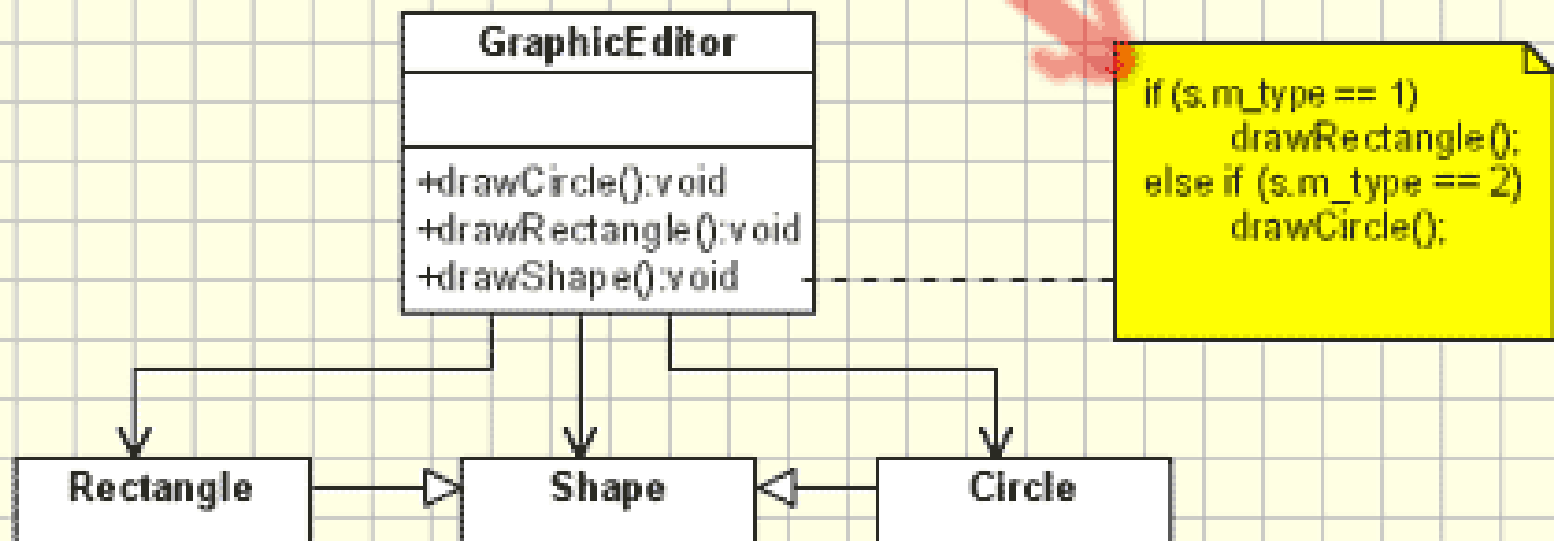 GraphicEditor
+drawCircle():void
+drawRectangle():void
+drawShape():void
if (s.m_type == 1)
drawRectangle();
else if (s.m_type == 2)
drawCircle();
Rectangle
Shape
Circle